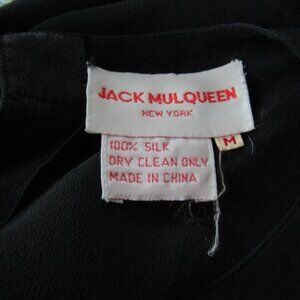 JACK MULQUEEN
NEW YORK
M
100% SILK
DRY CLEAN ONLY
MADE IN CHINA